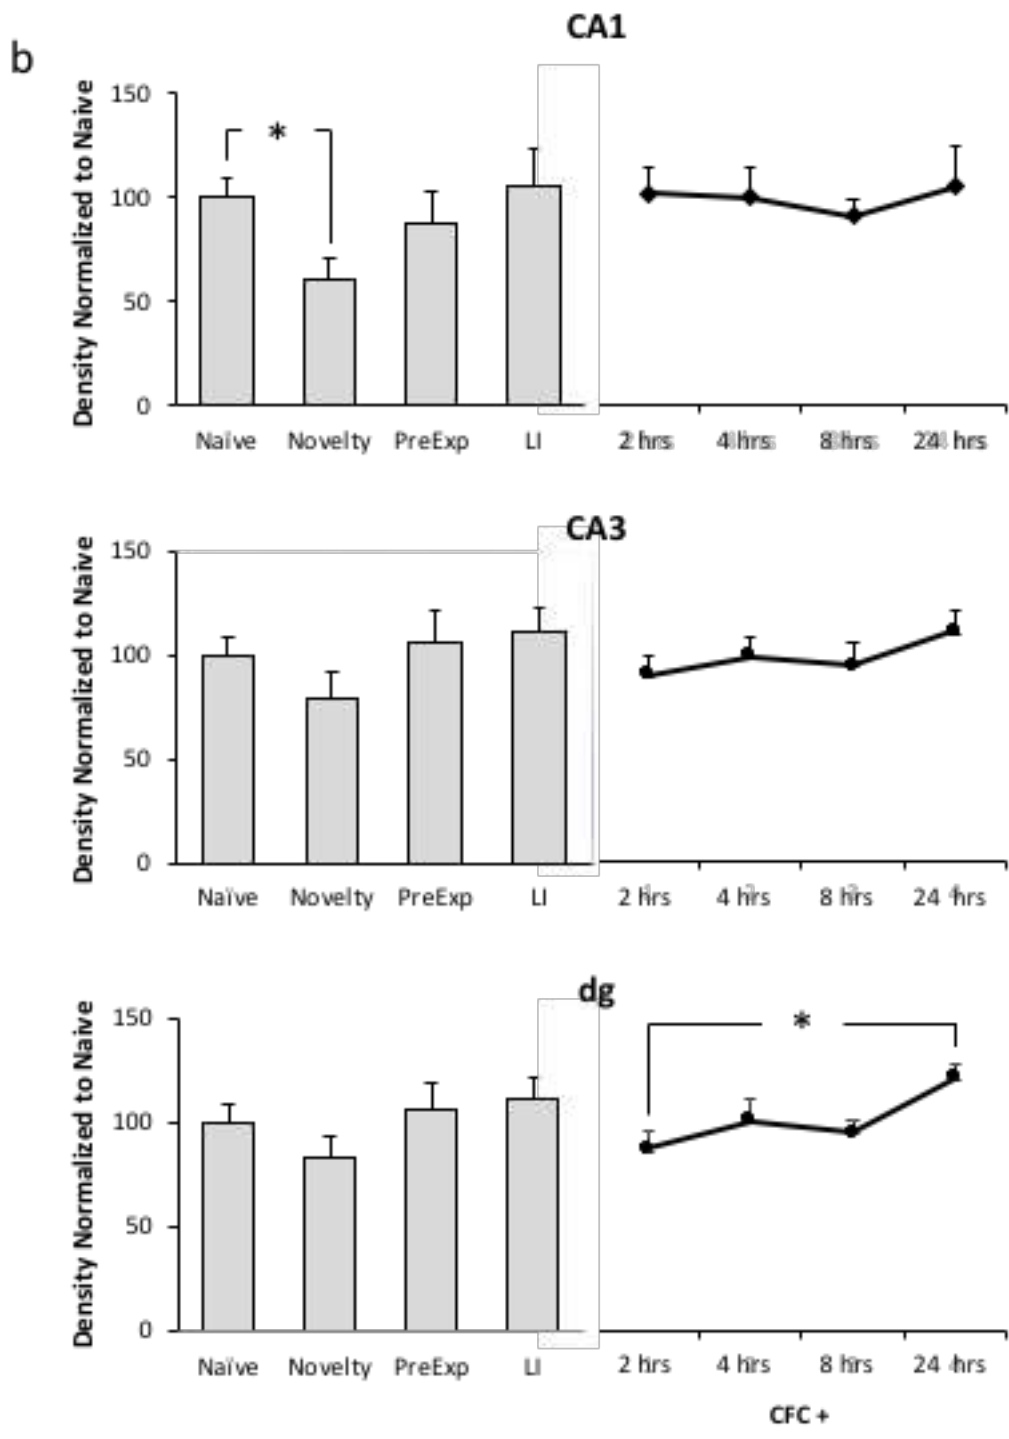 b
CA1
Density Normalized to Naive
150
100
50
0
*
Naïve Novelty PreExp LI 2 hrs 4 hrs 8 hrs 24 hrs
CA3
Density Normalized to Naive
150
100
50
0
Naïve Novelty PreExp LI 2 hrs 4 hrs 8 hrs 24 hrs
dg
Density Normalized to Naive
150
100
50
0
*
Naïve Novelty PreExp LI 2 hrs 4 hrs 8 hrs 24 hrs
CFC +